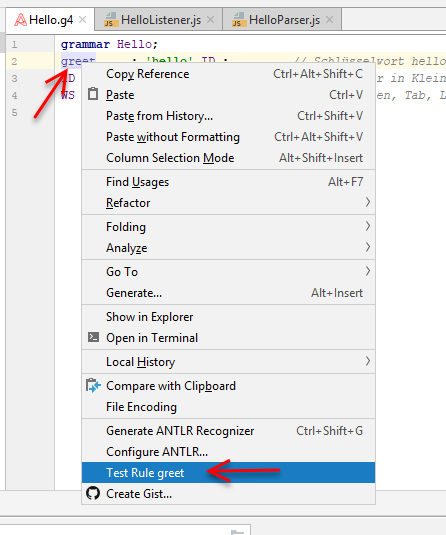 Hello.g4 HelloListener.js HelloParser.js
1 grammar Hello;
2 greet : 'hello' ID ; // Schlüsselwort hello
3 ID r in Klein
4 WS en, Tab, L
5
Copy Reference Ctrl+Alt+Shift+C
Paste Ctrl+V
Paste from History... Ctrl+Shift+V
Paste without Formatting Ctrl+Alt+Shift+V
Column Selection Mode Alt+Shift+Insert
Find Usages Alt+F7
Refactor
Folding
Analyze
Go To
Generate... Alt+Insert
Show in Explorer
Open in Terminal
Local History
Compare with Clipboard
File Encoding
Generate ANTLR Recognizer Ctrl+Shift+G
Configure ANTLR...
Test Rule greet
Create Gist...